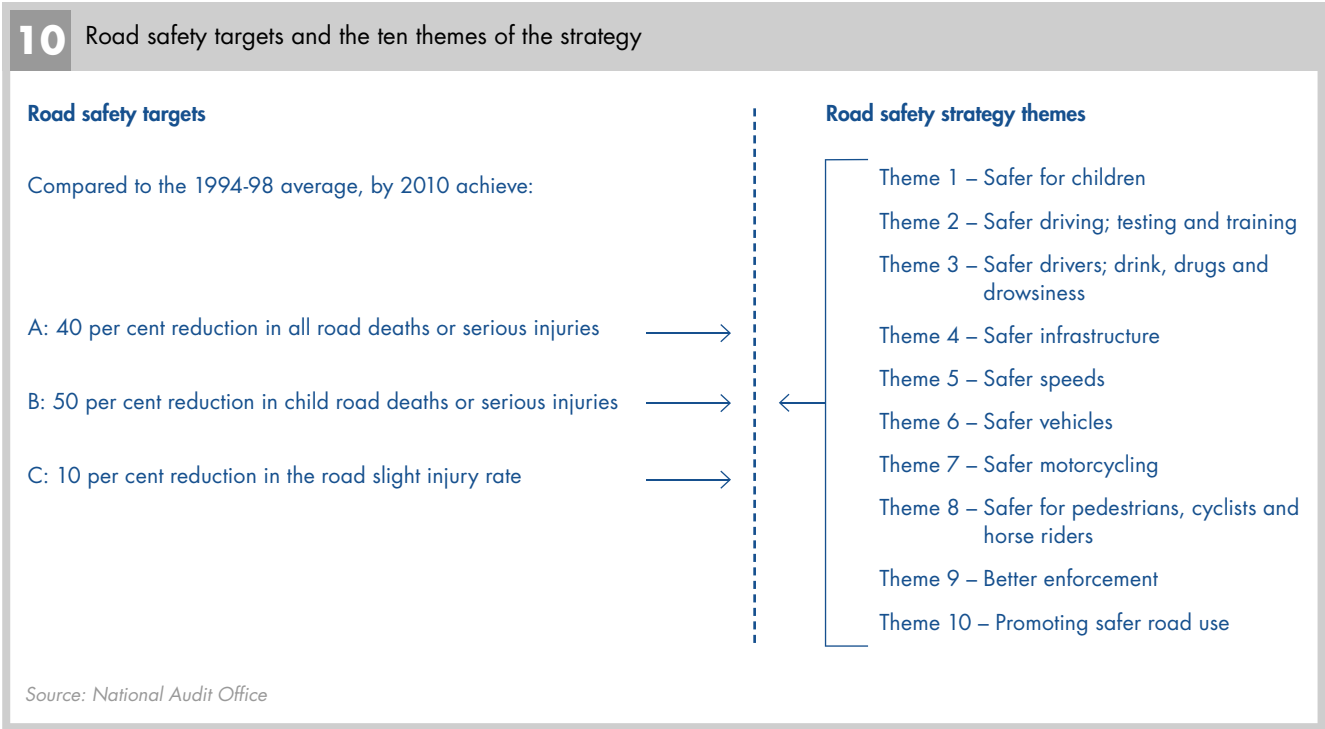 10 Road safety targets and the ten themes of the strategy
Road safety targets
Compared to the 1994-98 average, by 2010 achieve:
A: 40 per cent reduction in all road deaths or serious injuries
B: 50 per cent reduction in child road deaths or serious injuries
C: 10 per cent reduction in the road slight injury rate
Road safety strategy themes
Theme 1 – Safer for children
Theme 2 – Safer driving; testing and training
Theme 3 – Safer drivers; drink, drugs and
drowsiness
Theme 4 – Safer infrastructure
Theme 5 – Safer speeds
Theme 6 – Safer vehicles
Theme 7 – Safer motorcycling
Theme 8 – Safer for pedestrians, cyclists and
horse riders
Theme 9 – Better enforcement
Theme 10 – Promoting safer road use
Source: National Audit Office